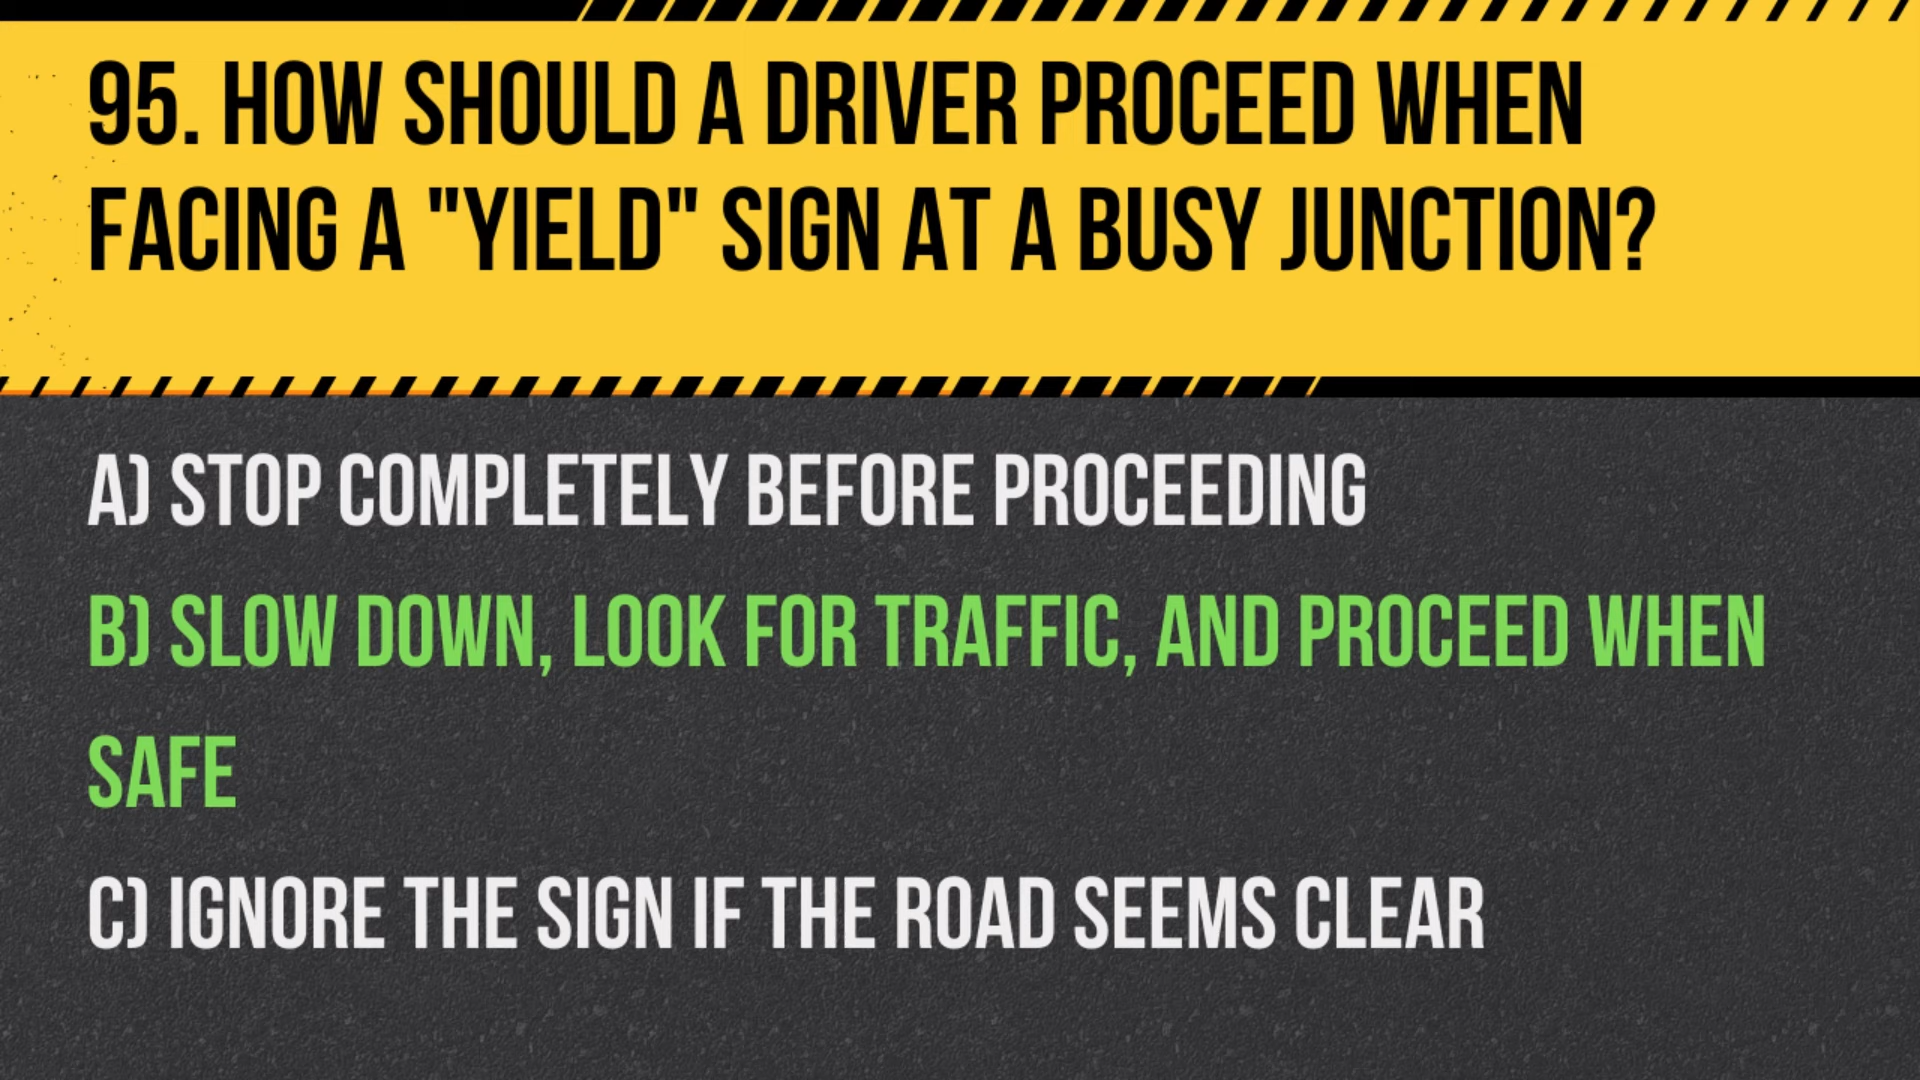 95. HOW SHOULD A DRIVER PROCEED WHEN
FACING A "YIELD" SIGN AT A BUSY JUNCTION?
A) STOP COMPLETELY BEFORE PROCEEDING
B) SLOW DOWN, LOOK FOR TRAFFIC, AND PROCEED WHEN
SAFE
C) IGNORE THE SIGN IF THE ROAD SEEMS CLEAR